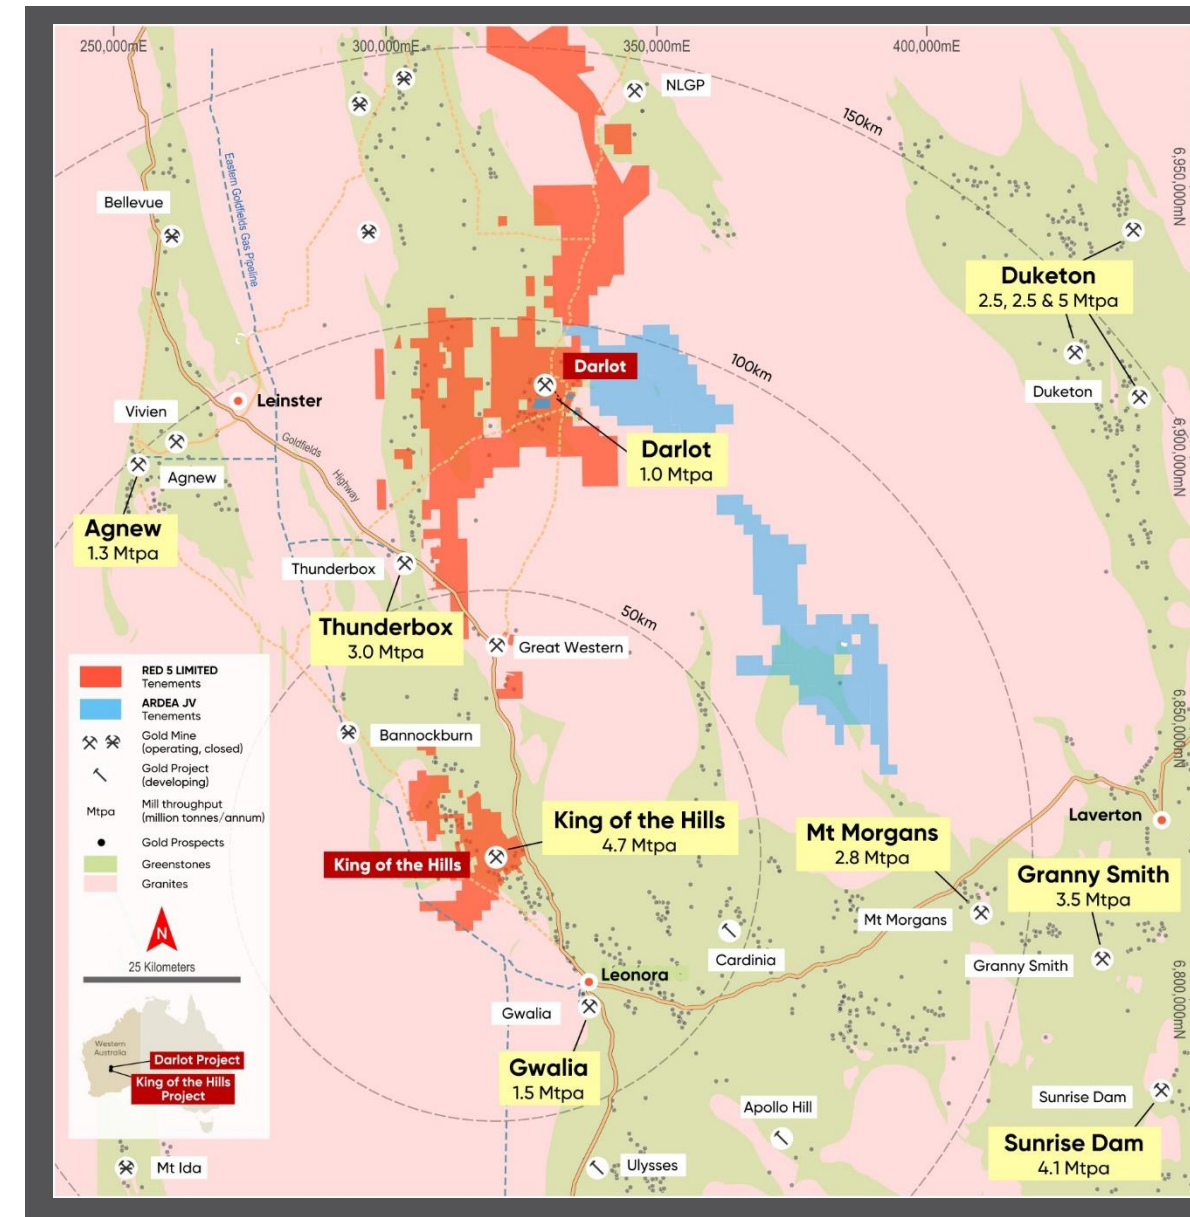 250,000mE
300,000mE
350,000mE
400,000mE
NLGP
150km
6,950,000mN
Eastern Goldfields Gas Pipeline
Bellevue
Duketon
2.5, 2.5 & 5 Mtpa
100km
Darlot
Duketon
Leinster
Vivien
Goldfields
Highway
Darlot
1.0 Mtpa
6,900,000mN
Agnew
Agnew
1.3 Mtpa
Thunderbox
Thunderbox
3.0 Mtpa
50km
Great Western
RED 5 LIMITED
Tenements
ARDEA JV
Tenements
Gold Mine
(operating, closed)
Gold Project
(developing)
Mtpa
Mill throughput
(million tonnes/annum)
Gold Prospects
Greenstones
Granites
N
25 Kilometers
Western
Australia
Darlot Project
King of the Hills
Project
Bannockburn
6,850,000mN
King of the Hills
4.7 Mtpa
King of the Hills
Mt Morgans
2.8 Mtpa
Laverton
Granny Smith
3.5 Mtpa
Mt Morgans
Cardinia
Granny Smith
Leonora
6,800,000mN
Gwalia
Gwalia
1.5 Mtpa
Apollo Hill
Sunrise Dam
Sunrise Dam
4.1 Mtpa
Mt Ida
Ulysses